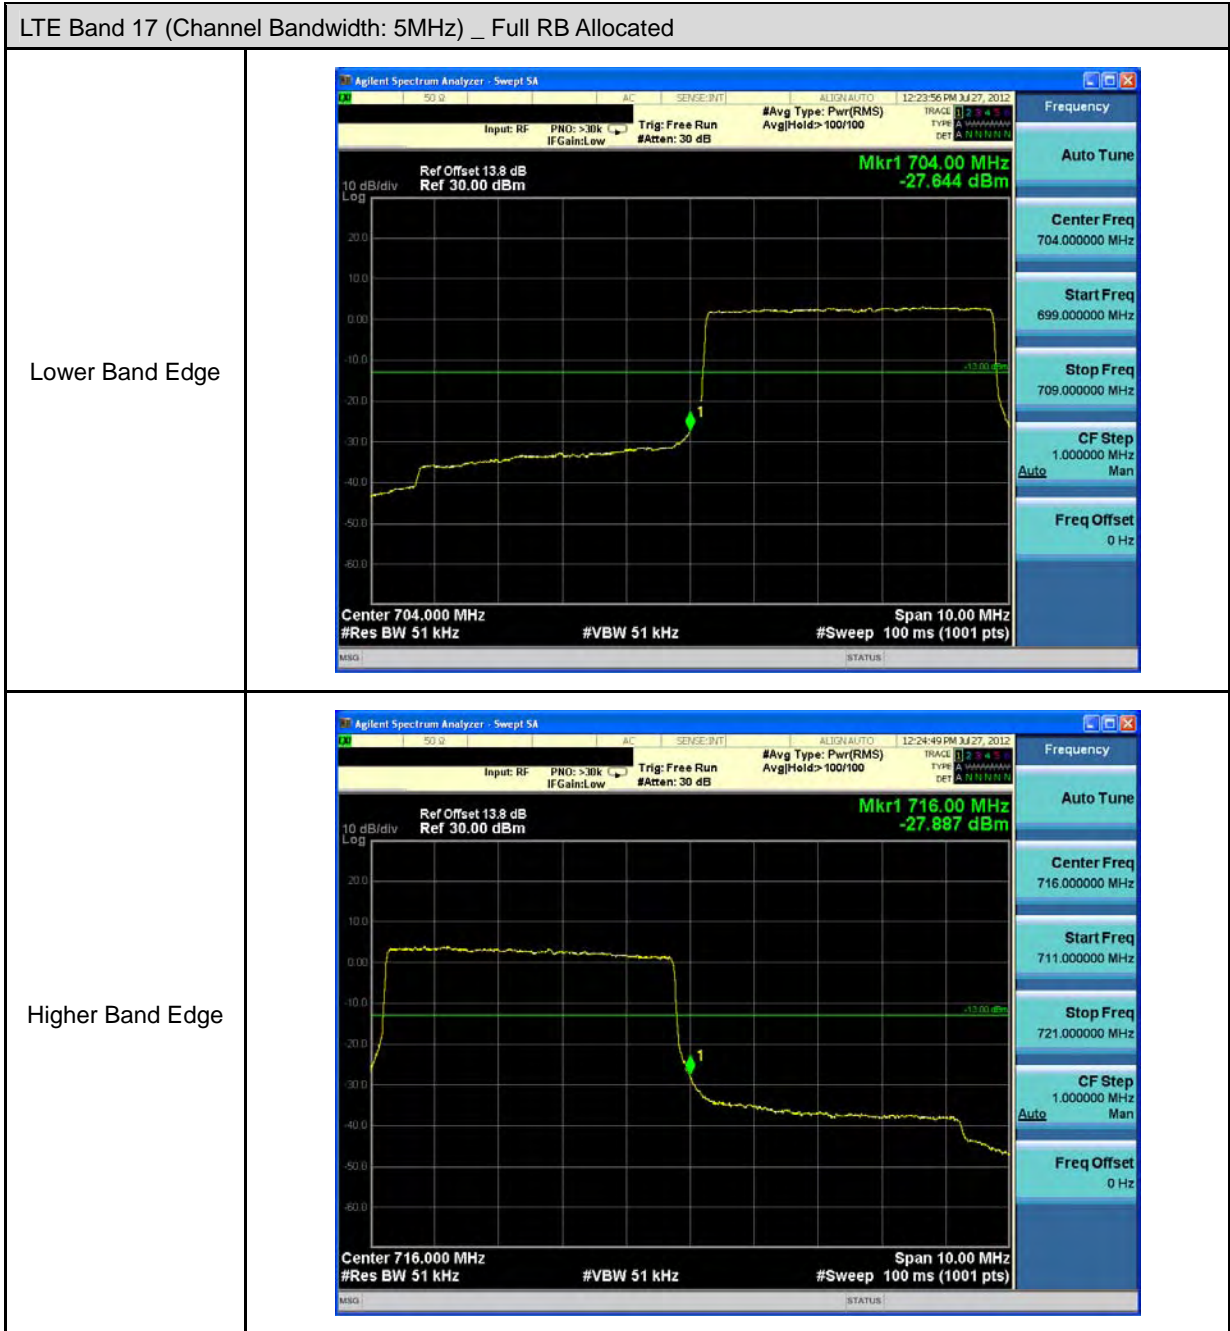 LTE Band 17 (Channel Bandwidth: 5MHz) _ Full RB Allocated
Lower Band Edge
Agilent Spectrum Analyzer - Swept SA
50 Ω AC SENSE:INT ALIGN AUTO 12:23:56 PM Jul 27, 2012
Input: RF PNO: >30k IFGain:Low
Trig: Free Run
#Atten: 30 dB
#Avg Type: Pwr(RMS)
Avg|Hold:>100/100
TRACE 1 2 3 4 5 6
TYPE A WWWWW
DET A N N N N N
Mkr1 704.00 MHz
-27.644 dBm
Ref Offset 13.8 dB
10 dB/div Ref 30.00 dBm
Log
20.0
10.0
0.00
-10.0
-13.00 dBm
-20.0
1
-30.0
-40.0
-50.0
-60.0
Center 704.000 MHz Span 10.00 MHz
#Res BW 51 kHz #VBW 51 kHz #Sweep 100 ms (1001 pts)
MSG STATUS
Frequency
Auto Tune
Center Freq
704.000000 MHz
Start Freq
699.000000 MHz
Stop Freq
709.000000 MHz
CF Step
1.000000 MHz
Auto Man
Freq Offset
0 Hz
Higher Band Edge
Agilent Spectrum Analyzer - Swept SA
50 Ω AC SENSE:INT ALIGN AUTO 12:24:49 PM Jul 27, 2012
Input: RF PNO: >30k IFGain:Low
Trig: Free Run
#Atten: 30 dB
#Avg Type: Pwr(RMS)
Avg|Hold:>100/100
TRACE 1 2 3 4 5 6
TYPE A WWWWW
DET A N N N N N
Mkr1 716.00 MHz
-27.887 dBm
Ref Offset 13.8 dB
10 dB/div Ref 30.00 dBm
Log
20.0
10.0
0.00
-10.0
-13.00 dBm
-20.0
1
-30.0
-40.0
-50.0
-60.0
Center 716.000 MHz Span 10.00 MHz
#Res BW 51 kHz #VBW 51 kHz #Sweep 100 ms (1001 pts)
MSG STATUS
Frequency
Auto Tune
Center Freq
716.000000 MHz
Start Freq
711.000000 MHz
Stop Freq
721.000000 MHz
CF Step
1.000000 MHz
Auto Man
Freq Offset
0 Hz